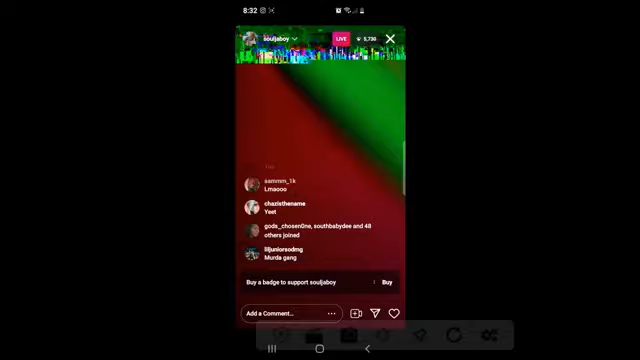 8:32
souljaboy
LIVE
5,730
sammm_1k
Lmaooo
chazisthename
Yeet
gods_chosen0ne, southbabydee and 48
others joined
liljuniorsodmg
Murda gang
Buy a badge to support souljaboy
Buy
Add a Comment...